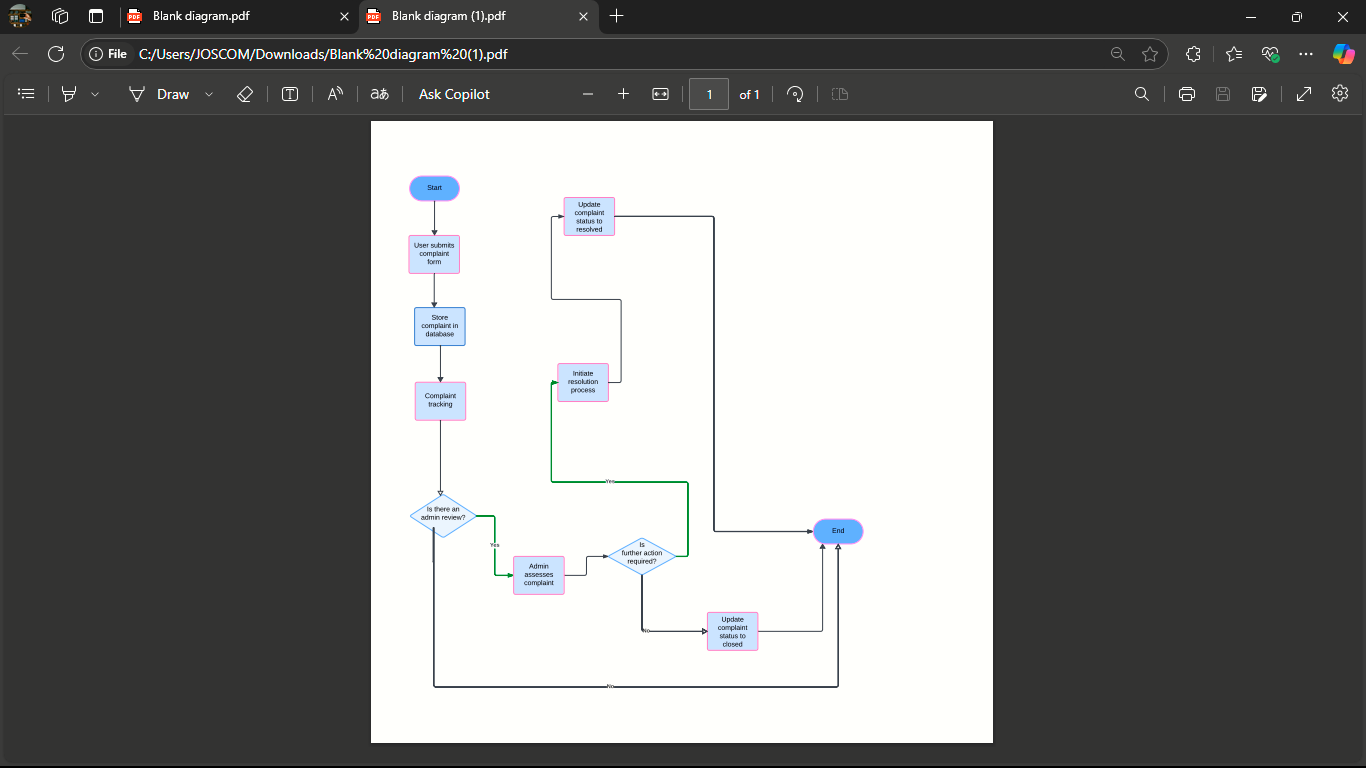 Blank diagram.pdf
Blank diagram (1).pdf
File
C:/Users/JOSCOM/Downloads/Blank%20diagram%20(1).pdf
Draw
Ask Copilot
1
of 1
Start
User submits
complaint
form
Store
complaint in
database
Complaint
tracking
Is there an
admin review?
Yes
Admin
assesses
complaint
Is
further action
required?
Yes
Initiate
resolution
process
Update
complaint
status to
resolved
No
Update
complaint
status to
closed
No
End